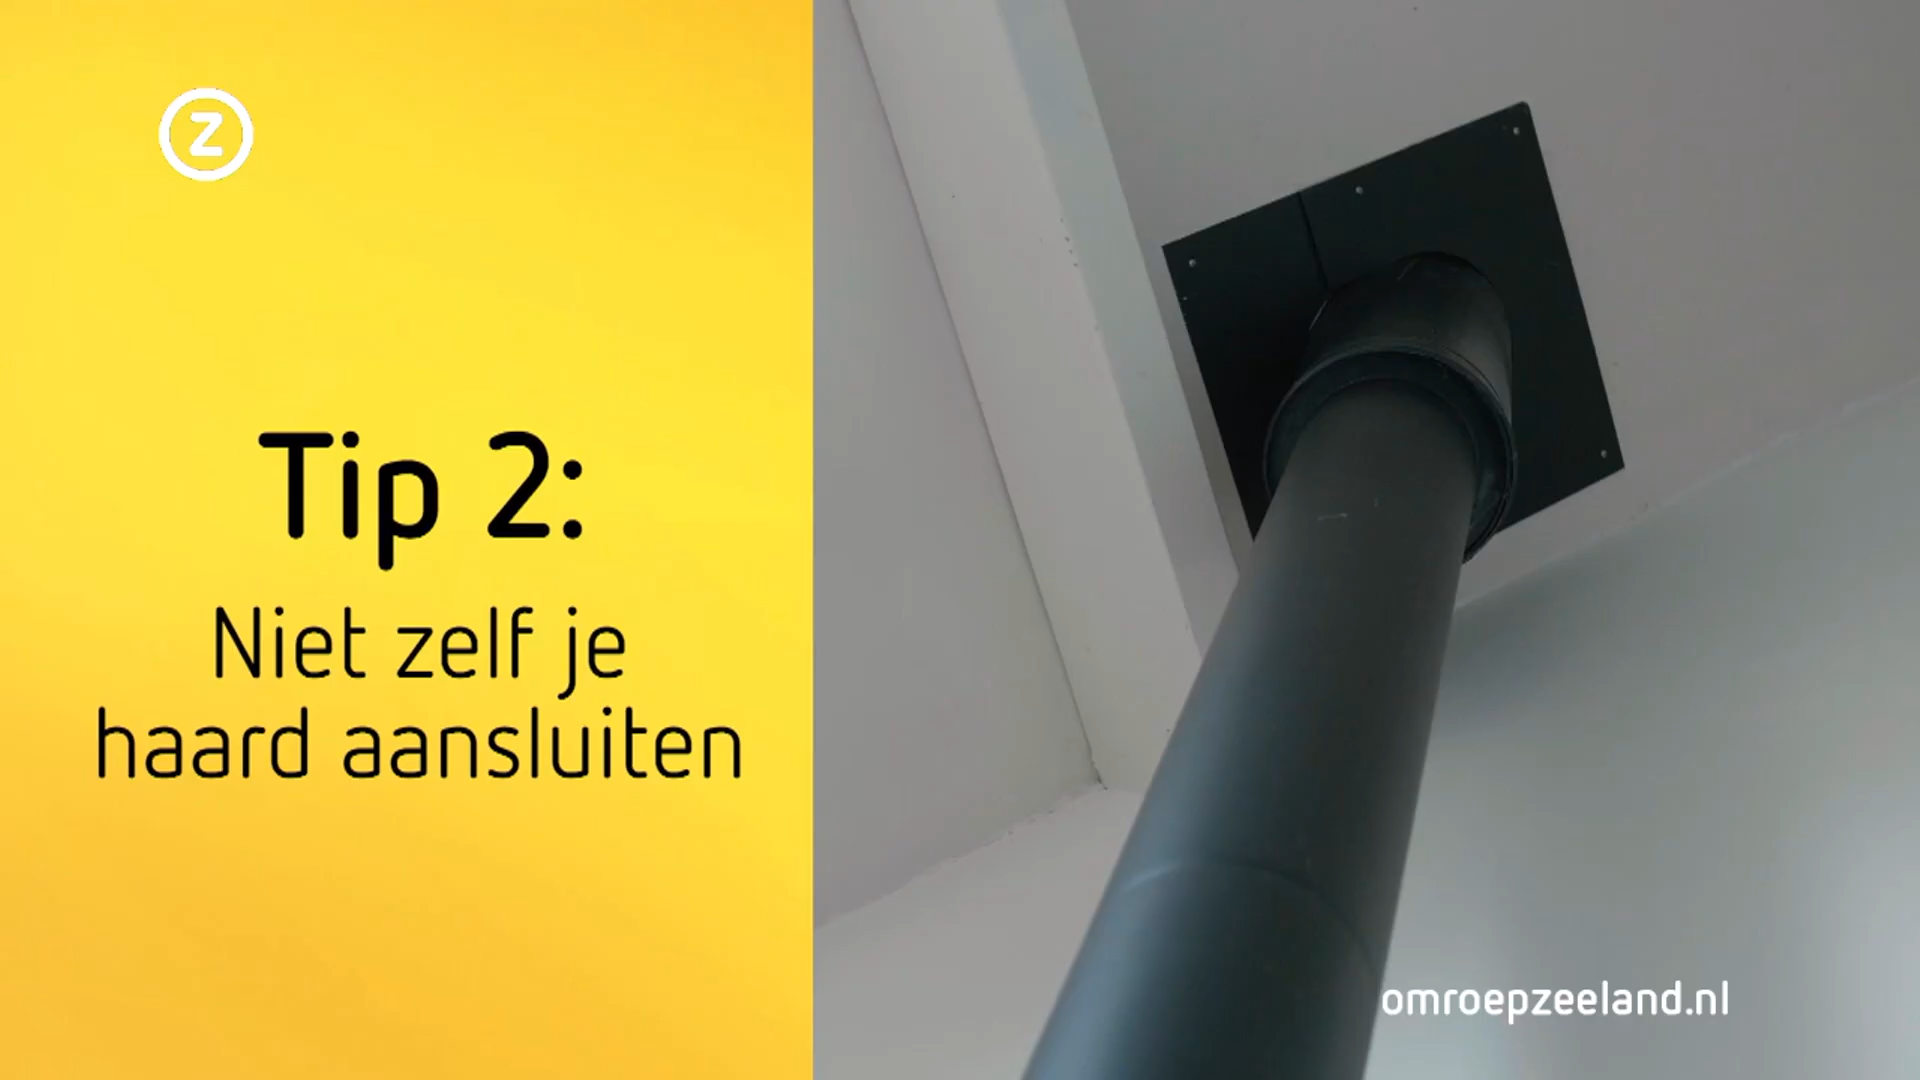 Z
Tip 2:
Niet zelf je
haard aansluiten
omroepzeeland.nl